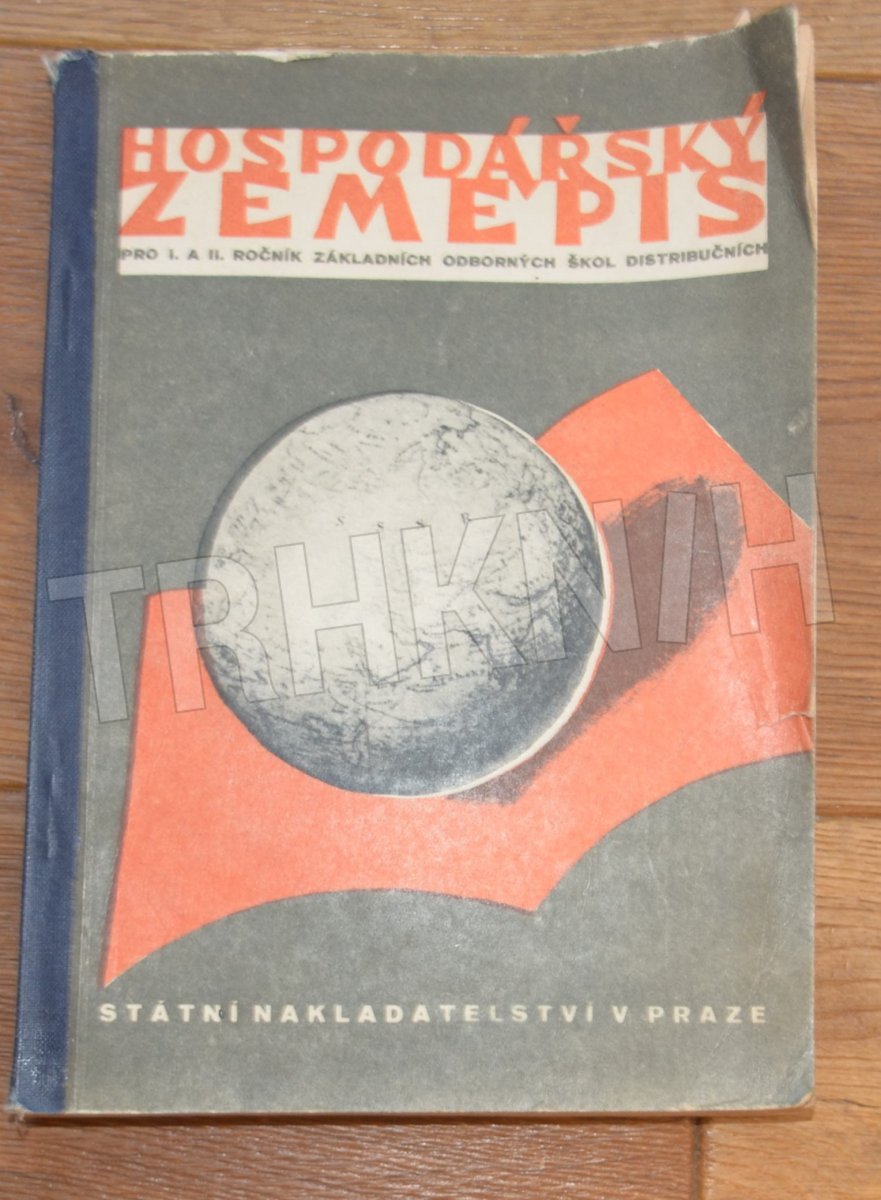 HOSPODÁŘSKÝ
ZEMĚPIS
PRO I. A II. ROČNÍK ZÁKLADNÍCH ODBORNÝCH ŠKOL DISTRIBUČNÍCH
S S S R
TRHKNIH
STÁTNÍ NAKLADATELSTVÍ V PRAZE